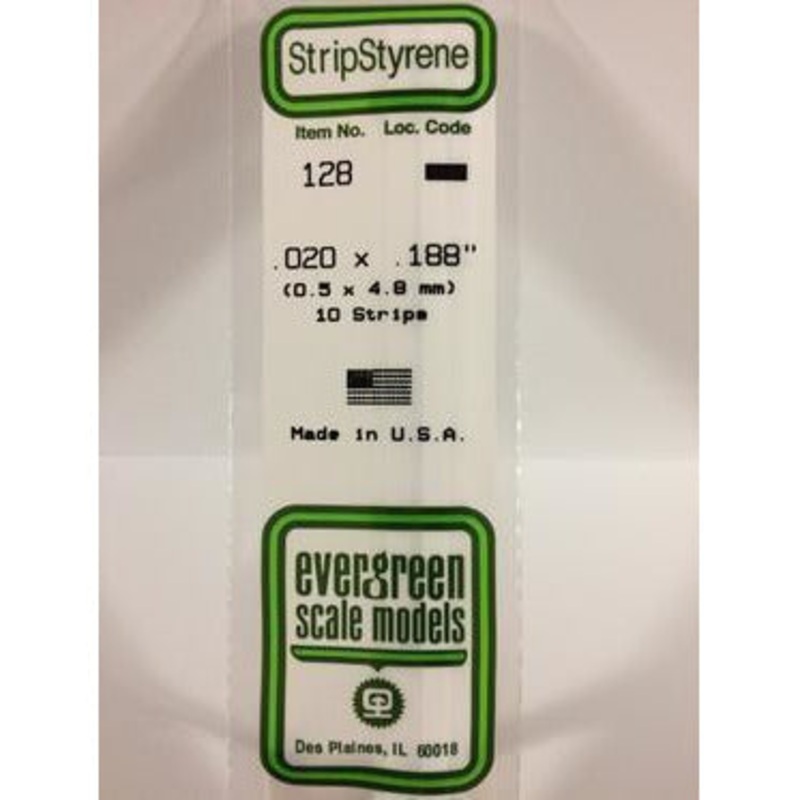 StripStyrene
Item No. Loc. Code
128
.020 x .188"
(0.5 x 4.8 mm)
10 Strips
Made in U.S.A.
evergreen
scale models
Des Plaines, IL 60018